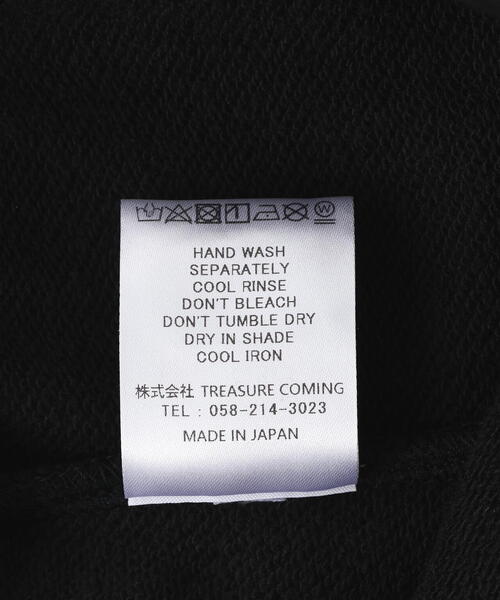 HAND WASH
SEPARATELY
COOL RINSE
DON'T BLEACH
DON'T TUMBLE DRY
DRY IN SHADE
COOL IRON
株式会社 TREASURE COMING
TEL : 058-214-3023
MADE IN JAPAN